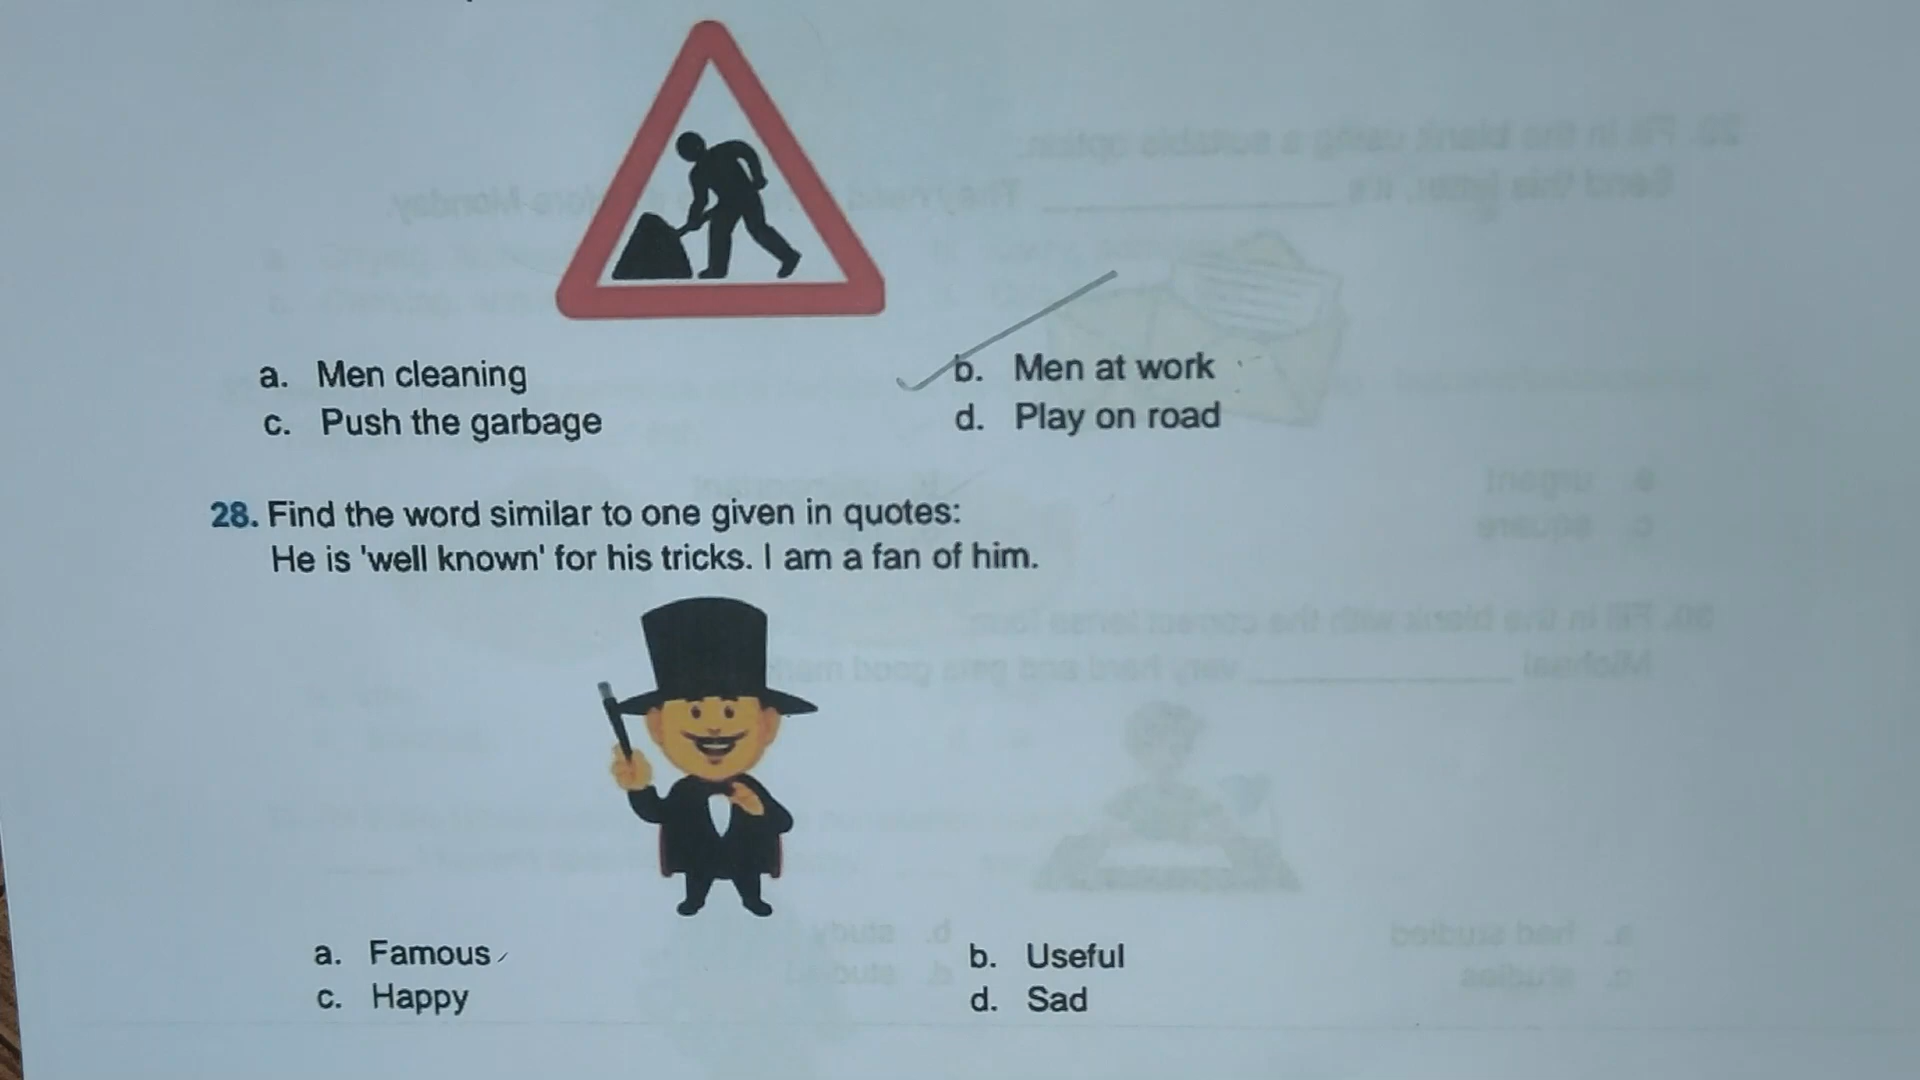 a. Men cleaning
b. Men at work
c. Push the garbage
d. Play on road
28. Find the word similar to one given in quotes:
He is 'well known' for his tricks. I am a fan of him.
a. Famous
b. Useful
c. Happy
d. Sad